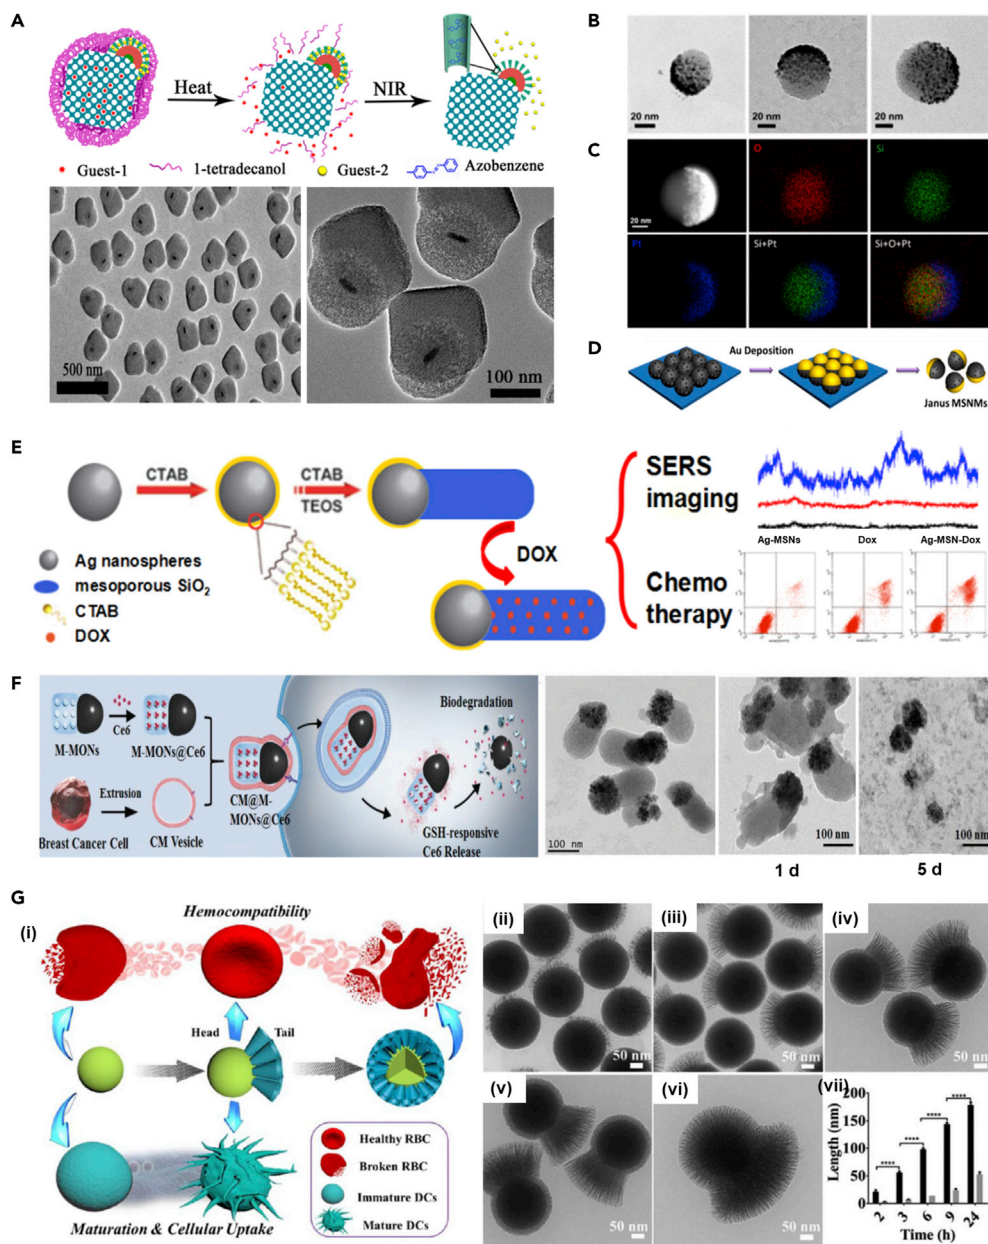 A
Heat
NIR
Guest-1
1-tetradecanol
Guest-2
Azobenzene
500 nm
100 nm
B
20 nm
20 nm
20 nm
C
O
Si
20 nm
Pt
Si+Pt
Si+O+Pt
D
Au Deposition
Janus MSNMs
E
CTAB
CTAB
TEOS
Ag nanospheres
mesoporous SiO2
CTAB
DOX
DOX
SERS
imaging
Ag-MSNs
Dox
Ag-MSN-Dox
Chemo
therapy
F
M-MONs
Ce6
M-MONs@Ce6
Breast Cancer Cell
Extrusion
CM Vesicle
CM@M-
MONs@Ce6
Biodegradation
GSH-responsive
Ce6 Release
100 nm
100 nm
1 d
100 nm
5 d
G
(i)
Hemocompatibility
Head
Tail
Maturation & Cellular Uptake
Healthy RBC
Broken RBC
Immature DCs
Mature DCs
(ii)
50 nm
(iii)
50 nm
(iv)
50 nm
(v)
50 nm
(vi)
50 nm
(vii)
Length (nm)
200
150
100
50
0
****
****
****
****
2
3
6
9
24
Time (h)